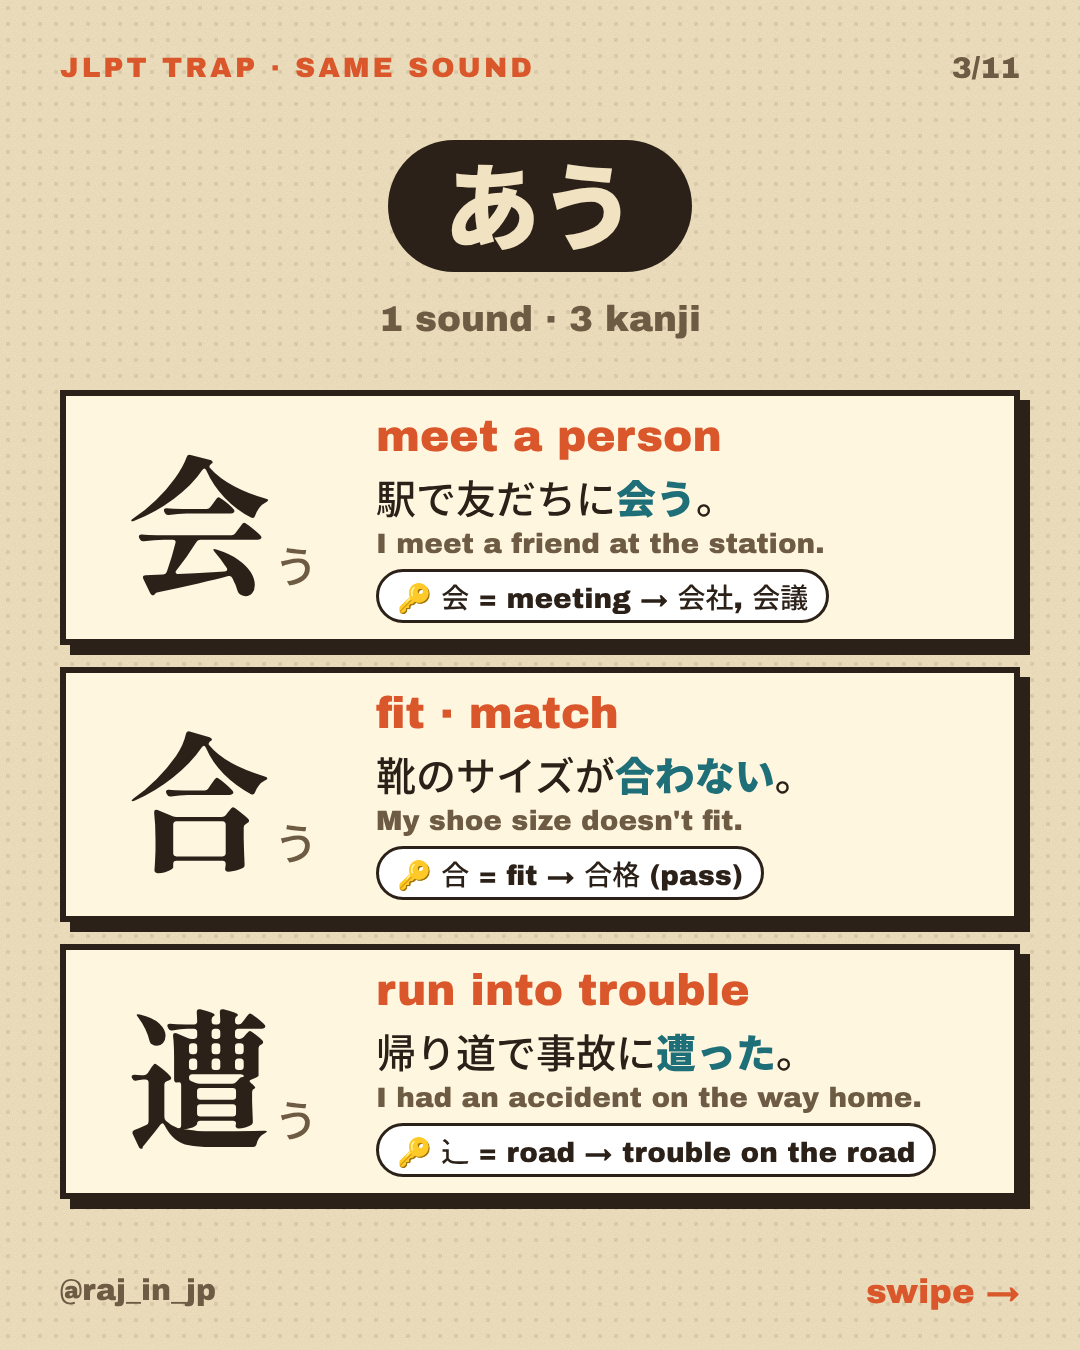 JLPT TRAP · SAME SOUND
3/11
あう
1 sound · 3 kanji
会う
meet a person
駅で友だちに会う。
I meet a friend at the station.
🔑 会 = meeting → 会社, 会議
合う
fit · match
靴のサイズが合わない。
My shoe size doesn't fit.
🔑 合 = fit → 合格 (pass)
遭う
run into trouble
帰り道で事故に遭った。
I had an accident on the way home.
🔑 辶 = road → trouble on the road
@raj_in_jp
swipe →